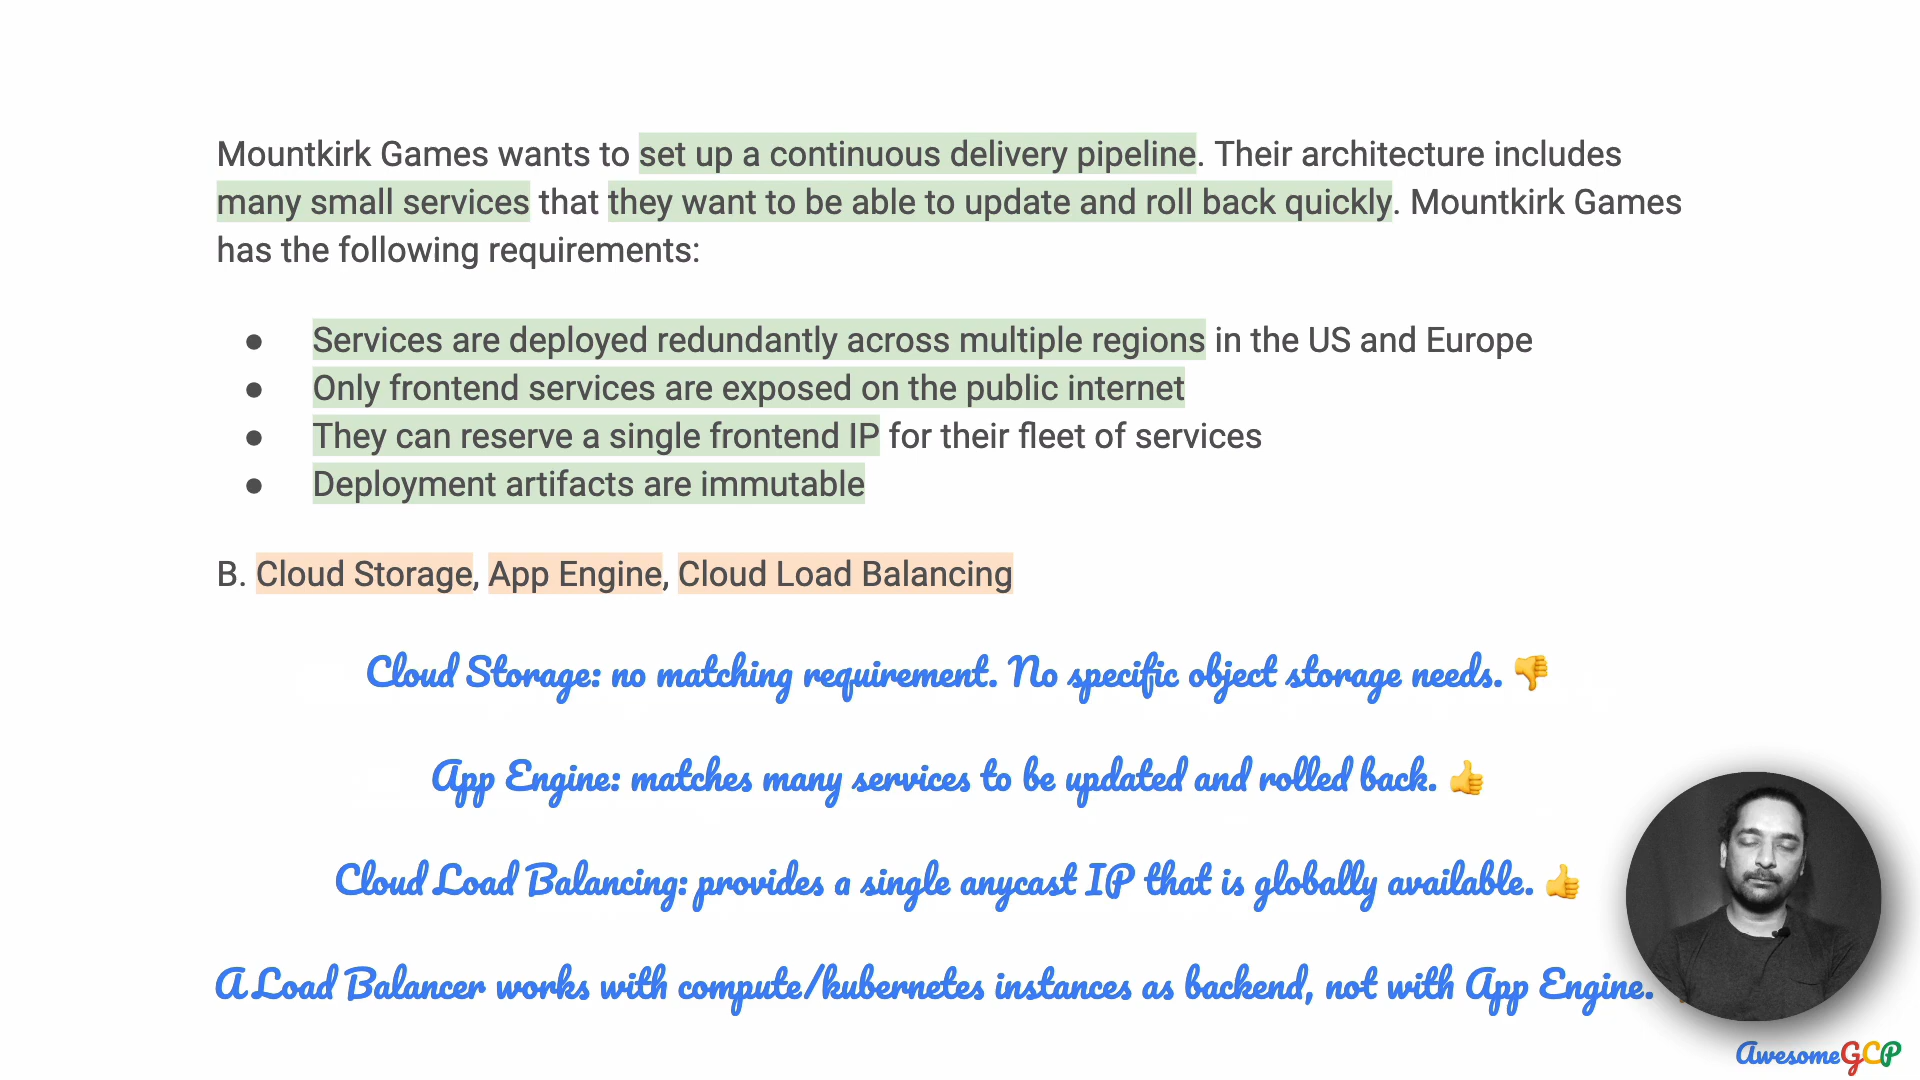 Mountkirk Games wants to set up a continuous delivery pipeline. Their architecture includes
many small services that they want to be able to update and roll back quickly. Mountkirk Games
has the following requirements:
● Services are deployed redundantly across multiple regions in the US and Europe
● Only frontend services are exposed on the public internet
● They can reserve a single frontend IP for their fleet of services
● Deployment artifacts are immutable
B. Cloud Storage, App Engine, Cloud Load Balancing
Cloud Storage: no matching requirement. No specific object storage needs. 👎
App Engine: matches many services to be updated and rolled back. 👍
Cloud Load Balancing: provides a single anycast IP that is globally available. 👍
A Load Balancer works with compute/kubernetes instances as backend, not with App Engine.
AwesomeGCP